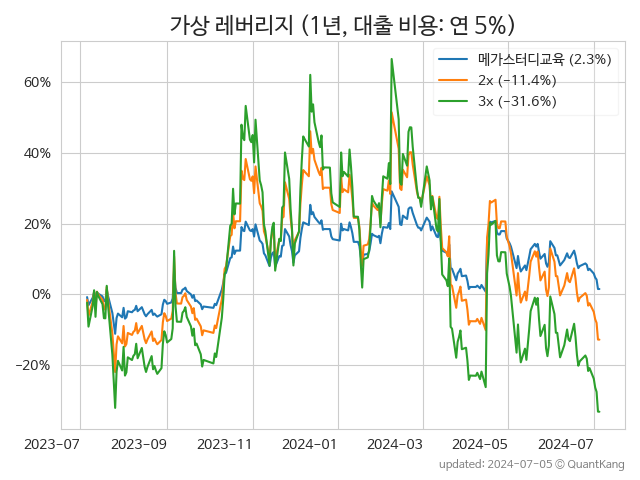 가상 레버리지 (1년, 대출 비용: 연 5%)
메가스터디교육 (2.3%)
2x (−11.4%)
3x (−31.6%)
60%
40%
20%
0%
−20%
2023-07
2023-09
2023-11
2024-01
2024-03
2024-05
2024-07
updated: 2024-07-05 © QuantKang